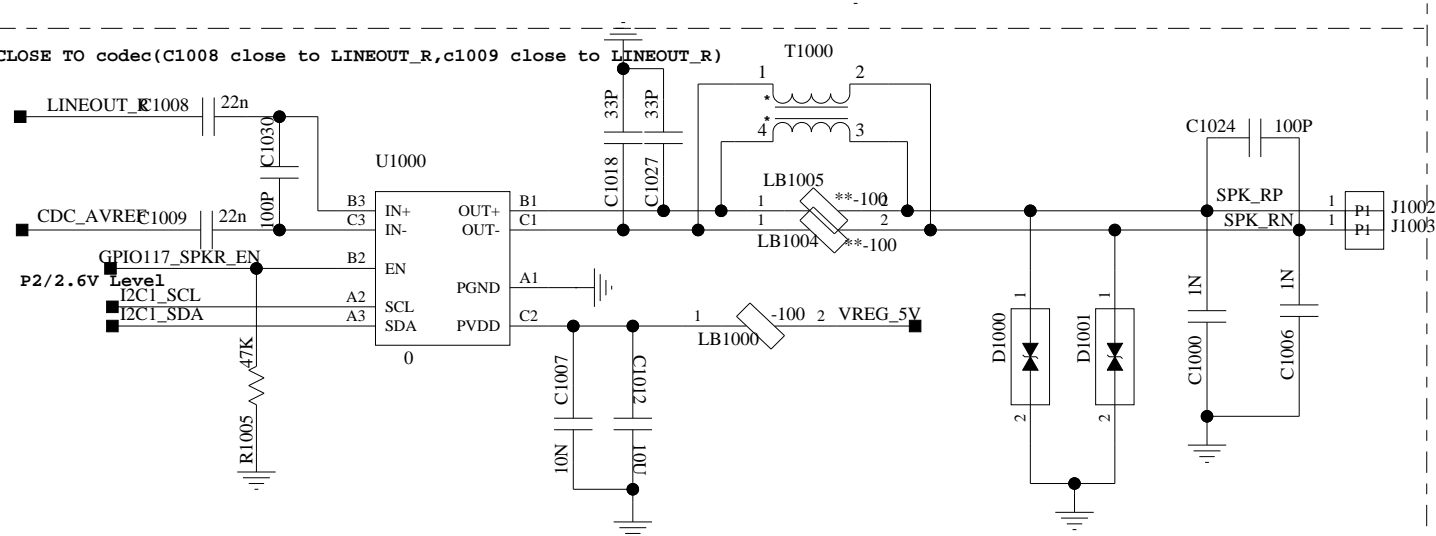 CLOSE TO codec(C1008 close to LINEOUT_R,c1009 close to LINEOUT_R)
T1000
1 2
* 
* 
4 3
LINEOUT_R C1008 22n
C1030
100P
33P 33P
C1018 C1027
C1024 100P
U1000
LB1005
1 **-100 2
SPK_RP
B3 IN+ OUT+ B1
1 P1 J1002
CDC_AVREF C1009 22n
C3 IN- OUT- C1
1 2
LB1004 **-100
SPK_RN
1 P1 J1003
GPIO117_SPKR_EN
B2 EN
P2/2.6V Level
PGND A1
I2C1_SCL
A2 SCL
I2C1_SDA
A3 SDA PVDD C2
1 -100 2 VREG_5V
LB1000
0
47K
R1005
C1007 C1012
10N 10U
1 1
D1000 D1001
2 2
1N 1N
C1000 C1006